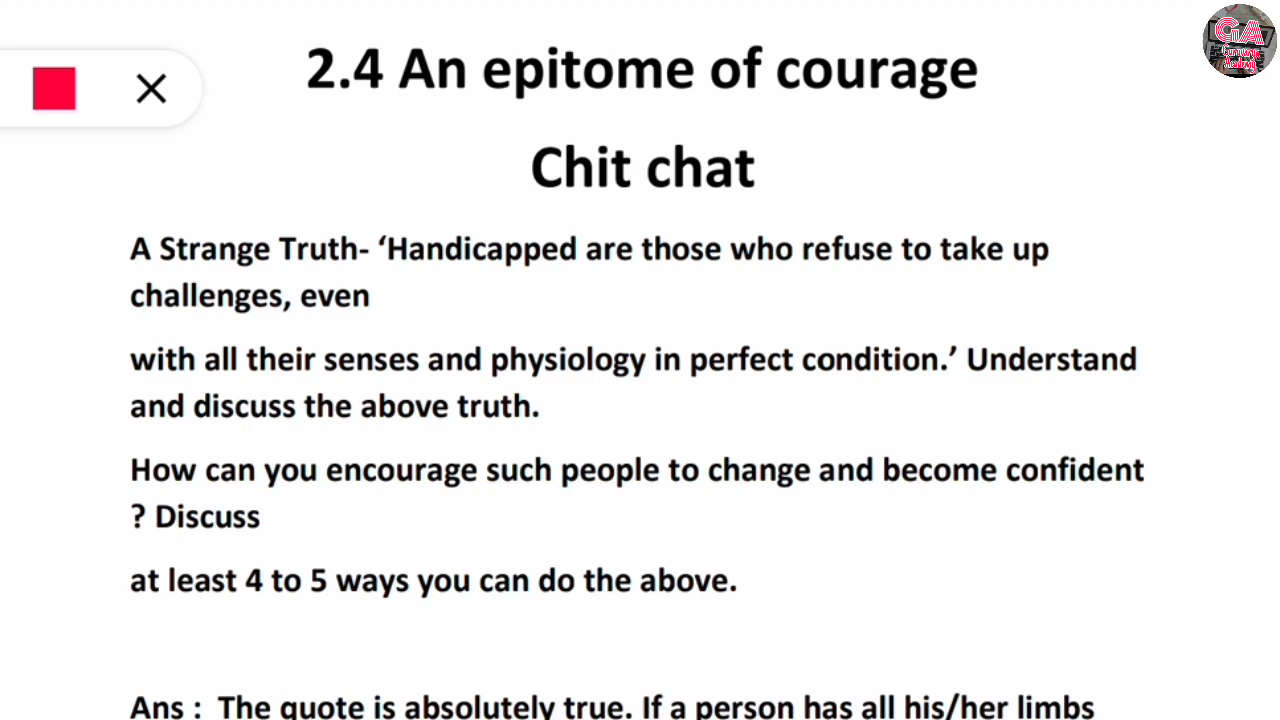 2.4 An epitome of courage
Chit chat
A Strange Truth- ‘Handicapped are those who refuse to take up
challenges, even
with all their senses and physiology in perfect condition.’ Understand
and discuss the above truth.
How can you encourage such people to change and become confident
? Discuss
at least 4 to 5 ways you can do the above.
Ans : The quote is absolutely true. If a person has all his/her limbs
GA
Academy